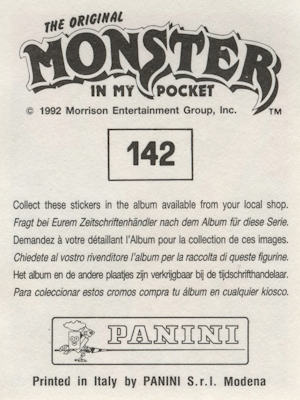 THE ORIGINAL
MONSTER
IN MY POCKET
© 1992 Morrison Entertainment Group, Inc. ™
142
Collect these stickers in the album available from your local shop.
Fragt bei Eurem Zeitschriftenhändler nach dem Album für diese Serie.
Demandez à votre détaillant l'Album pour la collection de ces images.
Chiedete al vostro rivenditore l'album per la raccolta di queste figurine.
Het album en de andere plaatjes zijn verkrijgbaar bij de tijdschrifthandelaar.
Para coleccionar estos cromos compra tu álbum en cualquier kiosco.
PANINI
Printed in Italy by PANINI S.r.l. Modena